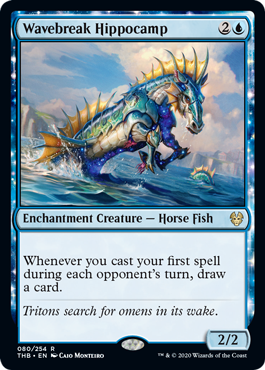 Wavebreak Hippocamp 2
Enchantment Creature — Horse Fish
Whenever you cast your first spell
during each opponent's turn, draw
a card.
Tritons search for omens in its wake.
2/2
080/254 R
THB • EN Caio Monteiro
™ & © 2020 Wizards of the Coast